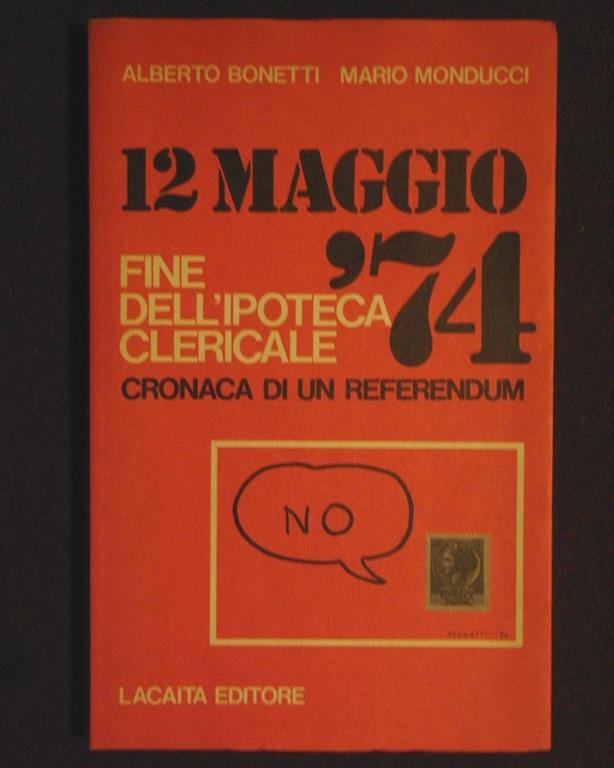 ALBERTO BONETTI MARIO MONDUCCI
12 MAGGIO
'74
FINE
DELL'IPOTECA
CLERICALE
CRONACA DI UN REFERENDUM
NO
LACAITA EDITORE